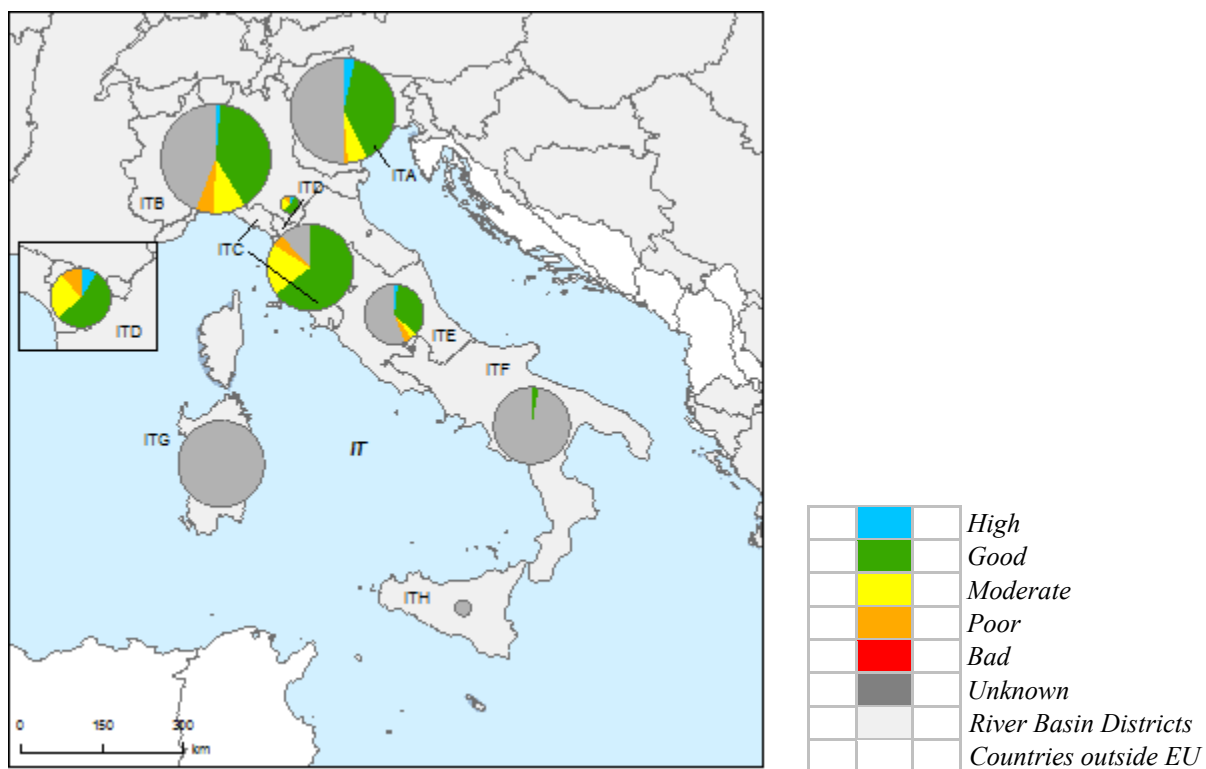 ITA
ITD
ITB
ITC
ITD
ITE
ITF
ITG
IT
ITH
0 150 300
km
High
Good
Moderate
Poor
Bad
Unknown
River Basin Districts
Countries outside EU